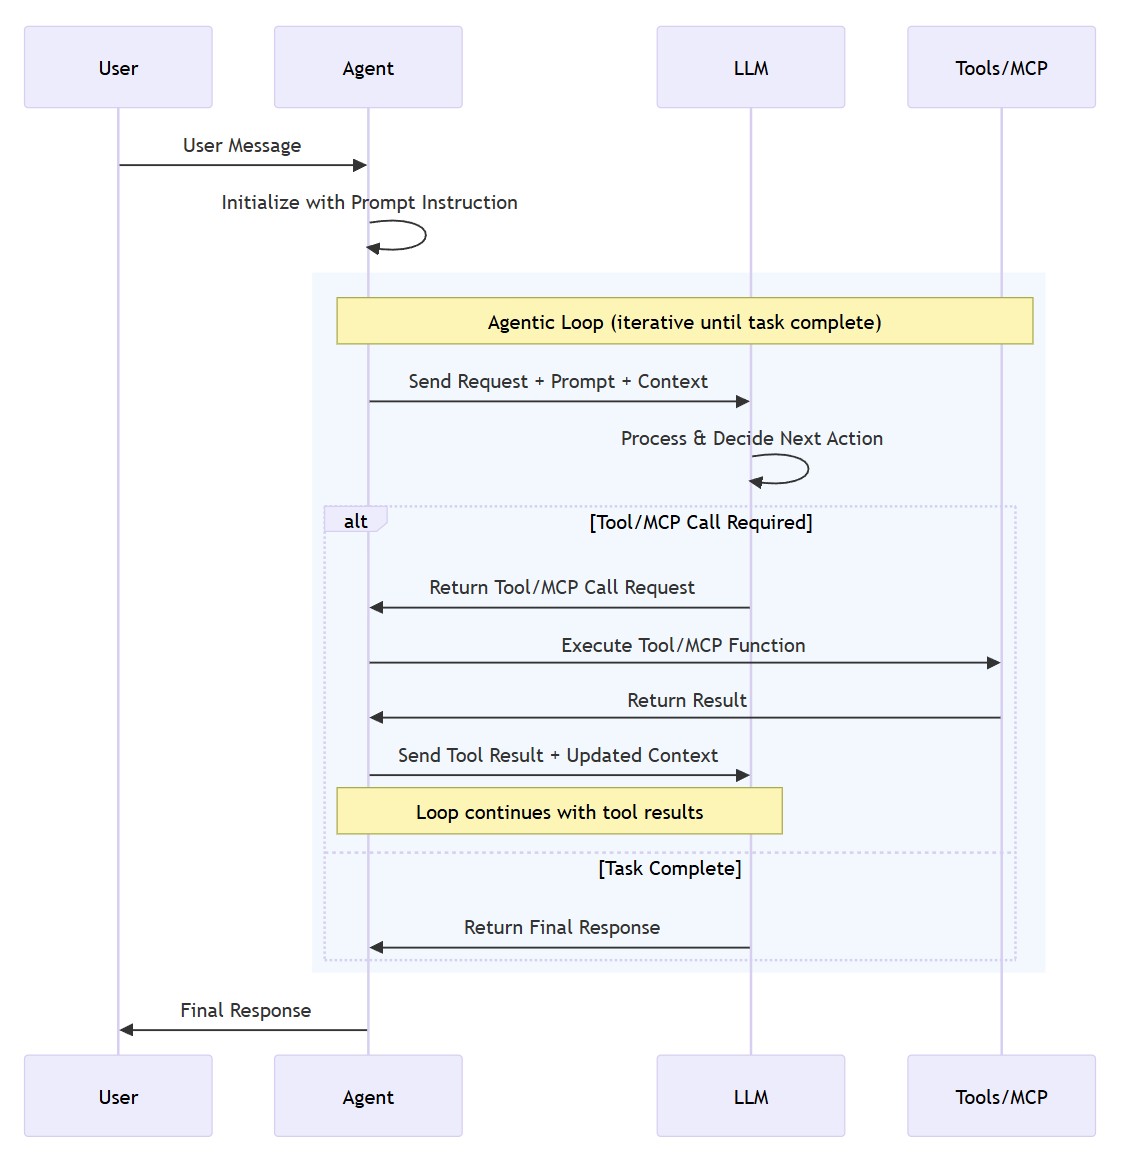 User
Agent
LLM
Tools/MCP
User Message
Initialize with Prompt Instruction
Agentic Loop (iterative until task complete)
Send Request + Prompt + Context
Process & Decide Next Action
alt
[Tool/MCP Call Required]
Return Tool/MCP Call Request
Execute Tool/MCP Function
Return Result
Send Tool Result + Updated Context
Loop continues with tool results
[Task Complete]
Return Final Response
Final Response
User
Agent
LLM
Tools/MCP